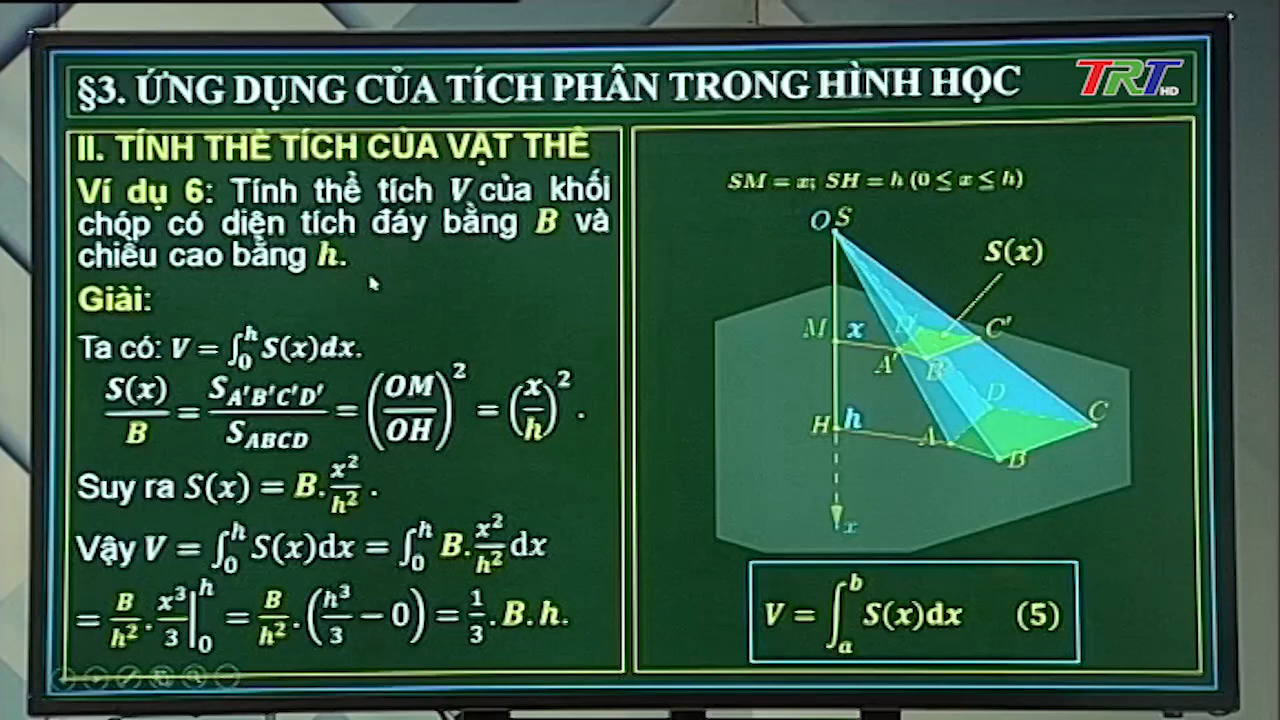 §3. ỨNG DỤNG CỦA TÍCH PHÂN TRONG HÌNH HỌC
TRT HD
II. TÍNH THỂ TÍCH CỦA VẬT THỂ
Ví dụ 6: Tính thể tích V của khối
chóp có diện tích đáy bằng B và
chiều cao bằng h.
Giải:
Ta có: V = ∫₀ʰ S(x)dx.
S(x)/B = S_A'B'C'D'/S_ABCD = (OM/OH)² = (x/h)² .
Suy ra S(x) = B.x²/h² .
Vậy V = ∫₀ʰ S(x)dx = ∫₀ʰ B.x²/h² dx
= B/h² . x³/3 |₀ʰ = B/h² . (h³/3 − 0) = 1/3 . B. h.
SM = x; SH = h (0 ≤ x ≤ h)
O S
S(x)
M x D' C'
A' B'
D C
H h A
B
x
V = ∫ₐᵇ S(x)dx (5)